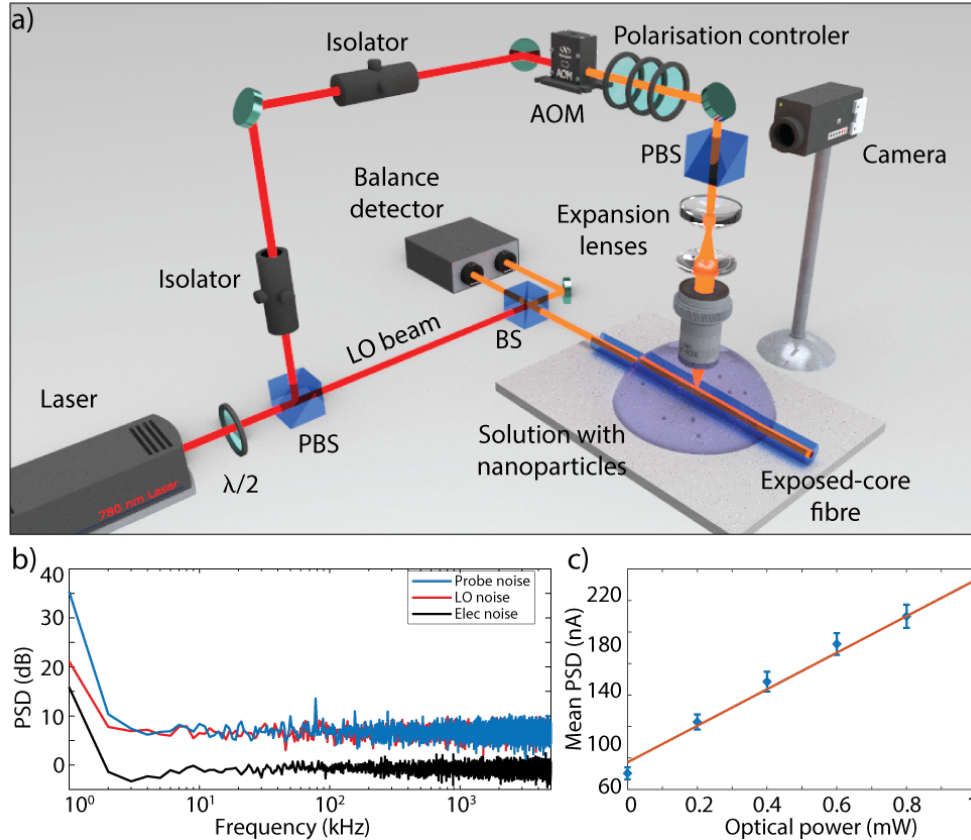 a)
Isolator
Polarisation controler
AOM
AOM
PBS
Camera
Balance
detector
Expansion
lenses
Isolator
LO beam
BS
Laser
PBS
Solution with
nanoparticles
λ/2
780 nm Laser
Exposed-core
fibre
b)
40
30
35
20
10
0
PSD (dB)
Probe noise
LO noise
Elec noise
10⁰
10¹
10²
10³
Frequency (kHz)
c)
220
180
140
100
60
Mean PSD (nA)
0
0.2
0.4
0.6
0.8
1
Optical power (mW)